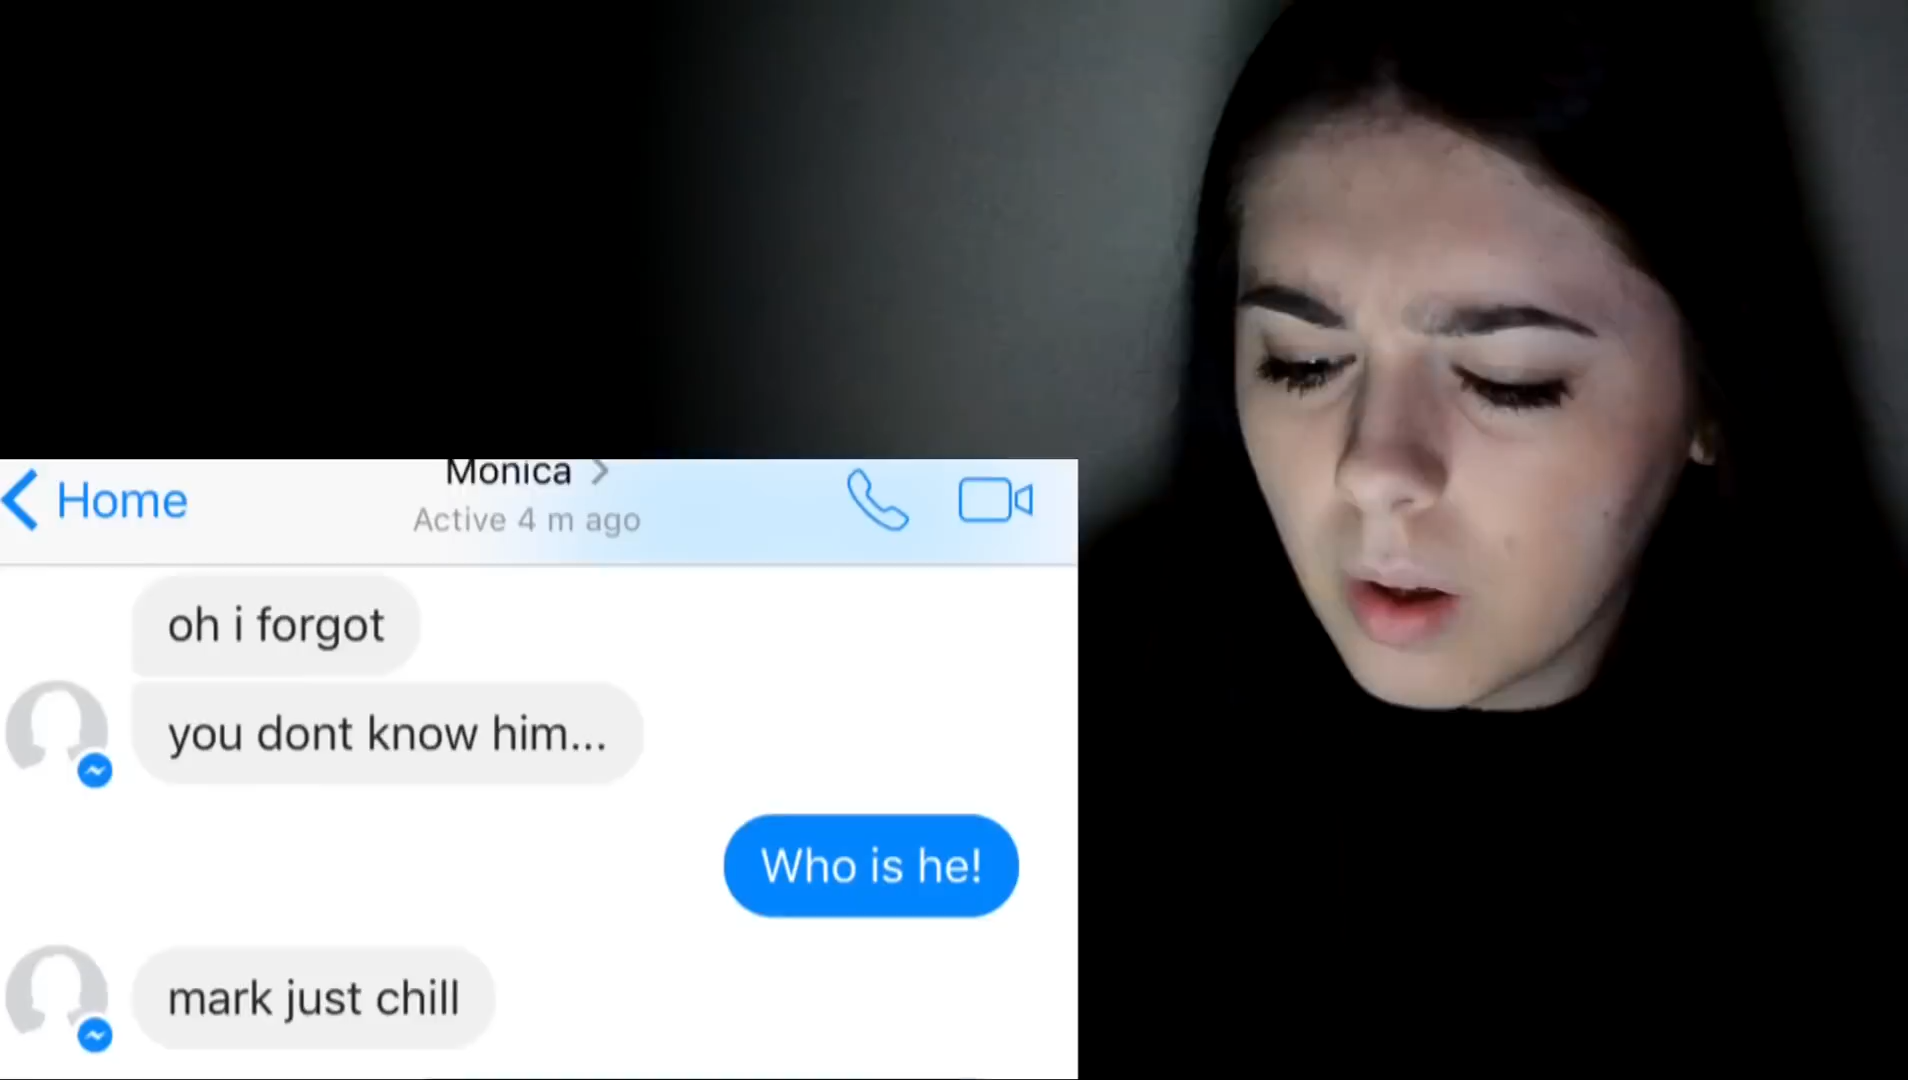 Home
Monica
Active 4 m ago
oh i forgot
you dont know him...
Who is he!
mark just chill